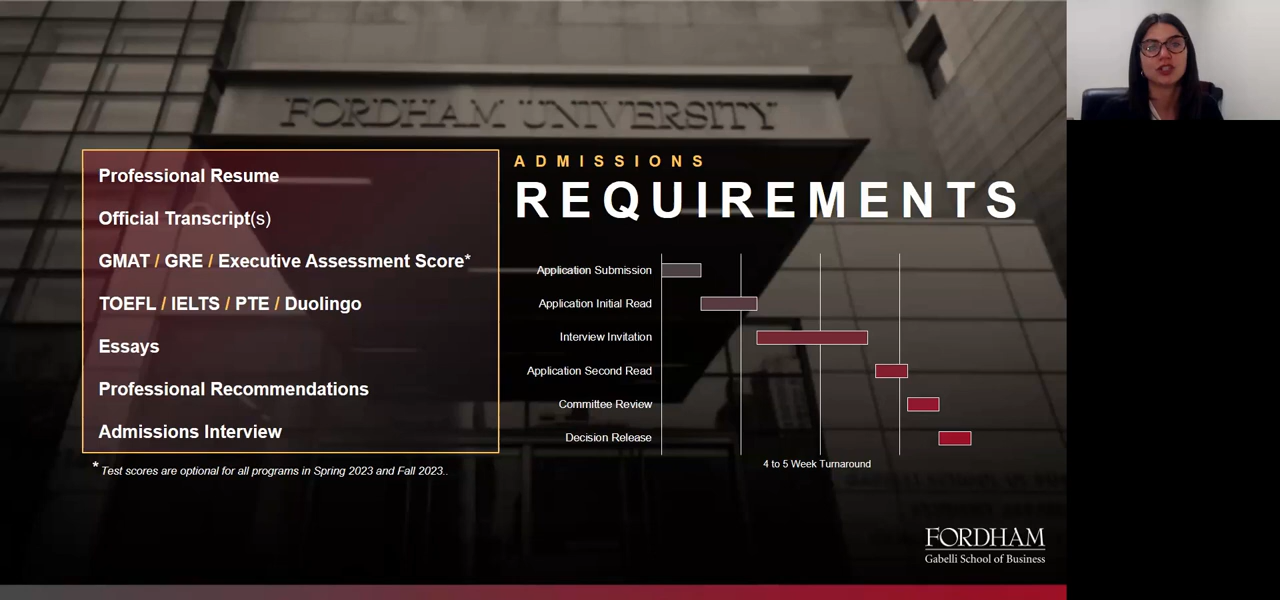 FORDHAM UNIVERSITY
Professional Resume
Official Transcript(s)
GMAT / GRE / Executive Assessment Score*
TOEFL / IELTS / PTE / Duolingo
Essays
Professional Recommendations
Admissions Interview
* Test scores are optional for all programs in Spring 2023 and Fall 2023..
ADMISSIONS
REQUIREMENTS
Application Submission
Application Initial Read
Interview Invitation
Application Second Read
Committee Review
Decision Release
4 to 5 Week Turnaround
FORDHAM
Gabelli School of Business